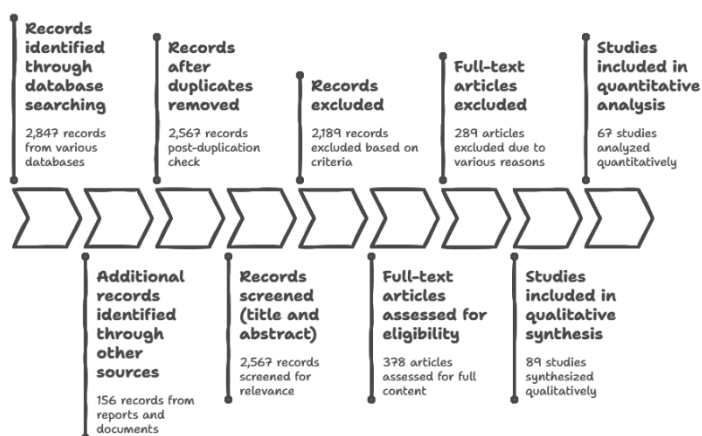 Records
identified
through
database
searching
2,847 records
from various
databases
Additional
records
identified
through
other
sources
156 records from
reports and
documents
Records
after
duplicates
removed
2,567 records
post-duplication
check
Records
screened
(title and
abstract)
2,567 records
screened for
relevance
Records
excluded
2,189 records
excluded based on
criteria
Full-text
articles
assessed for
eligibility
378 articles
assessed for full
content
Full-text
articles
excluded
289 articles
excluded due to
various reasons
Studies
included in
qualitative
synthesis
89 studies
synthesized
qualitatively
Studies
included in
quantitative
analysis
67 studies
analyzed
quantitatively